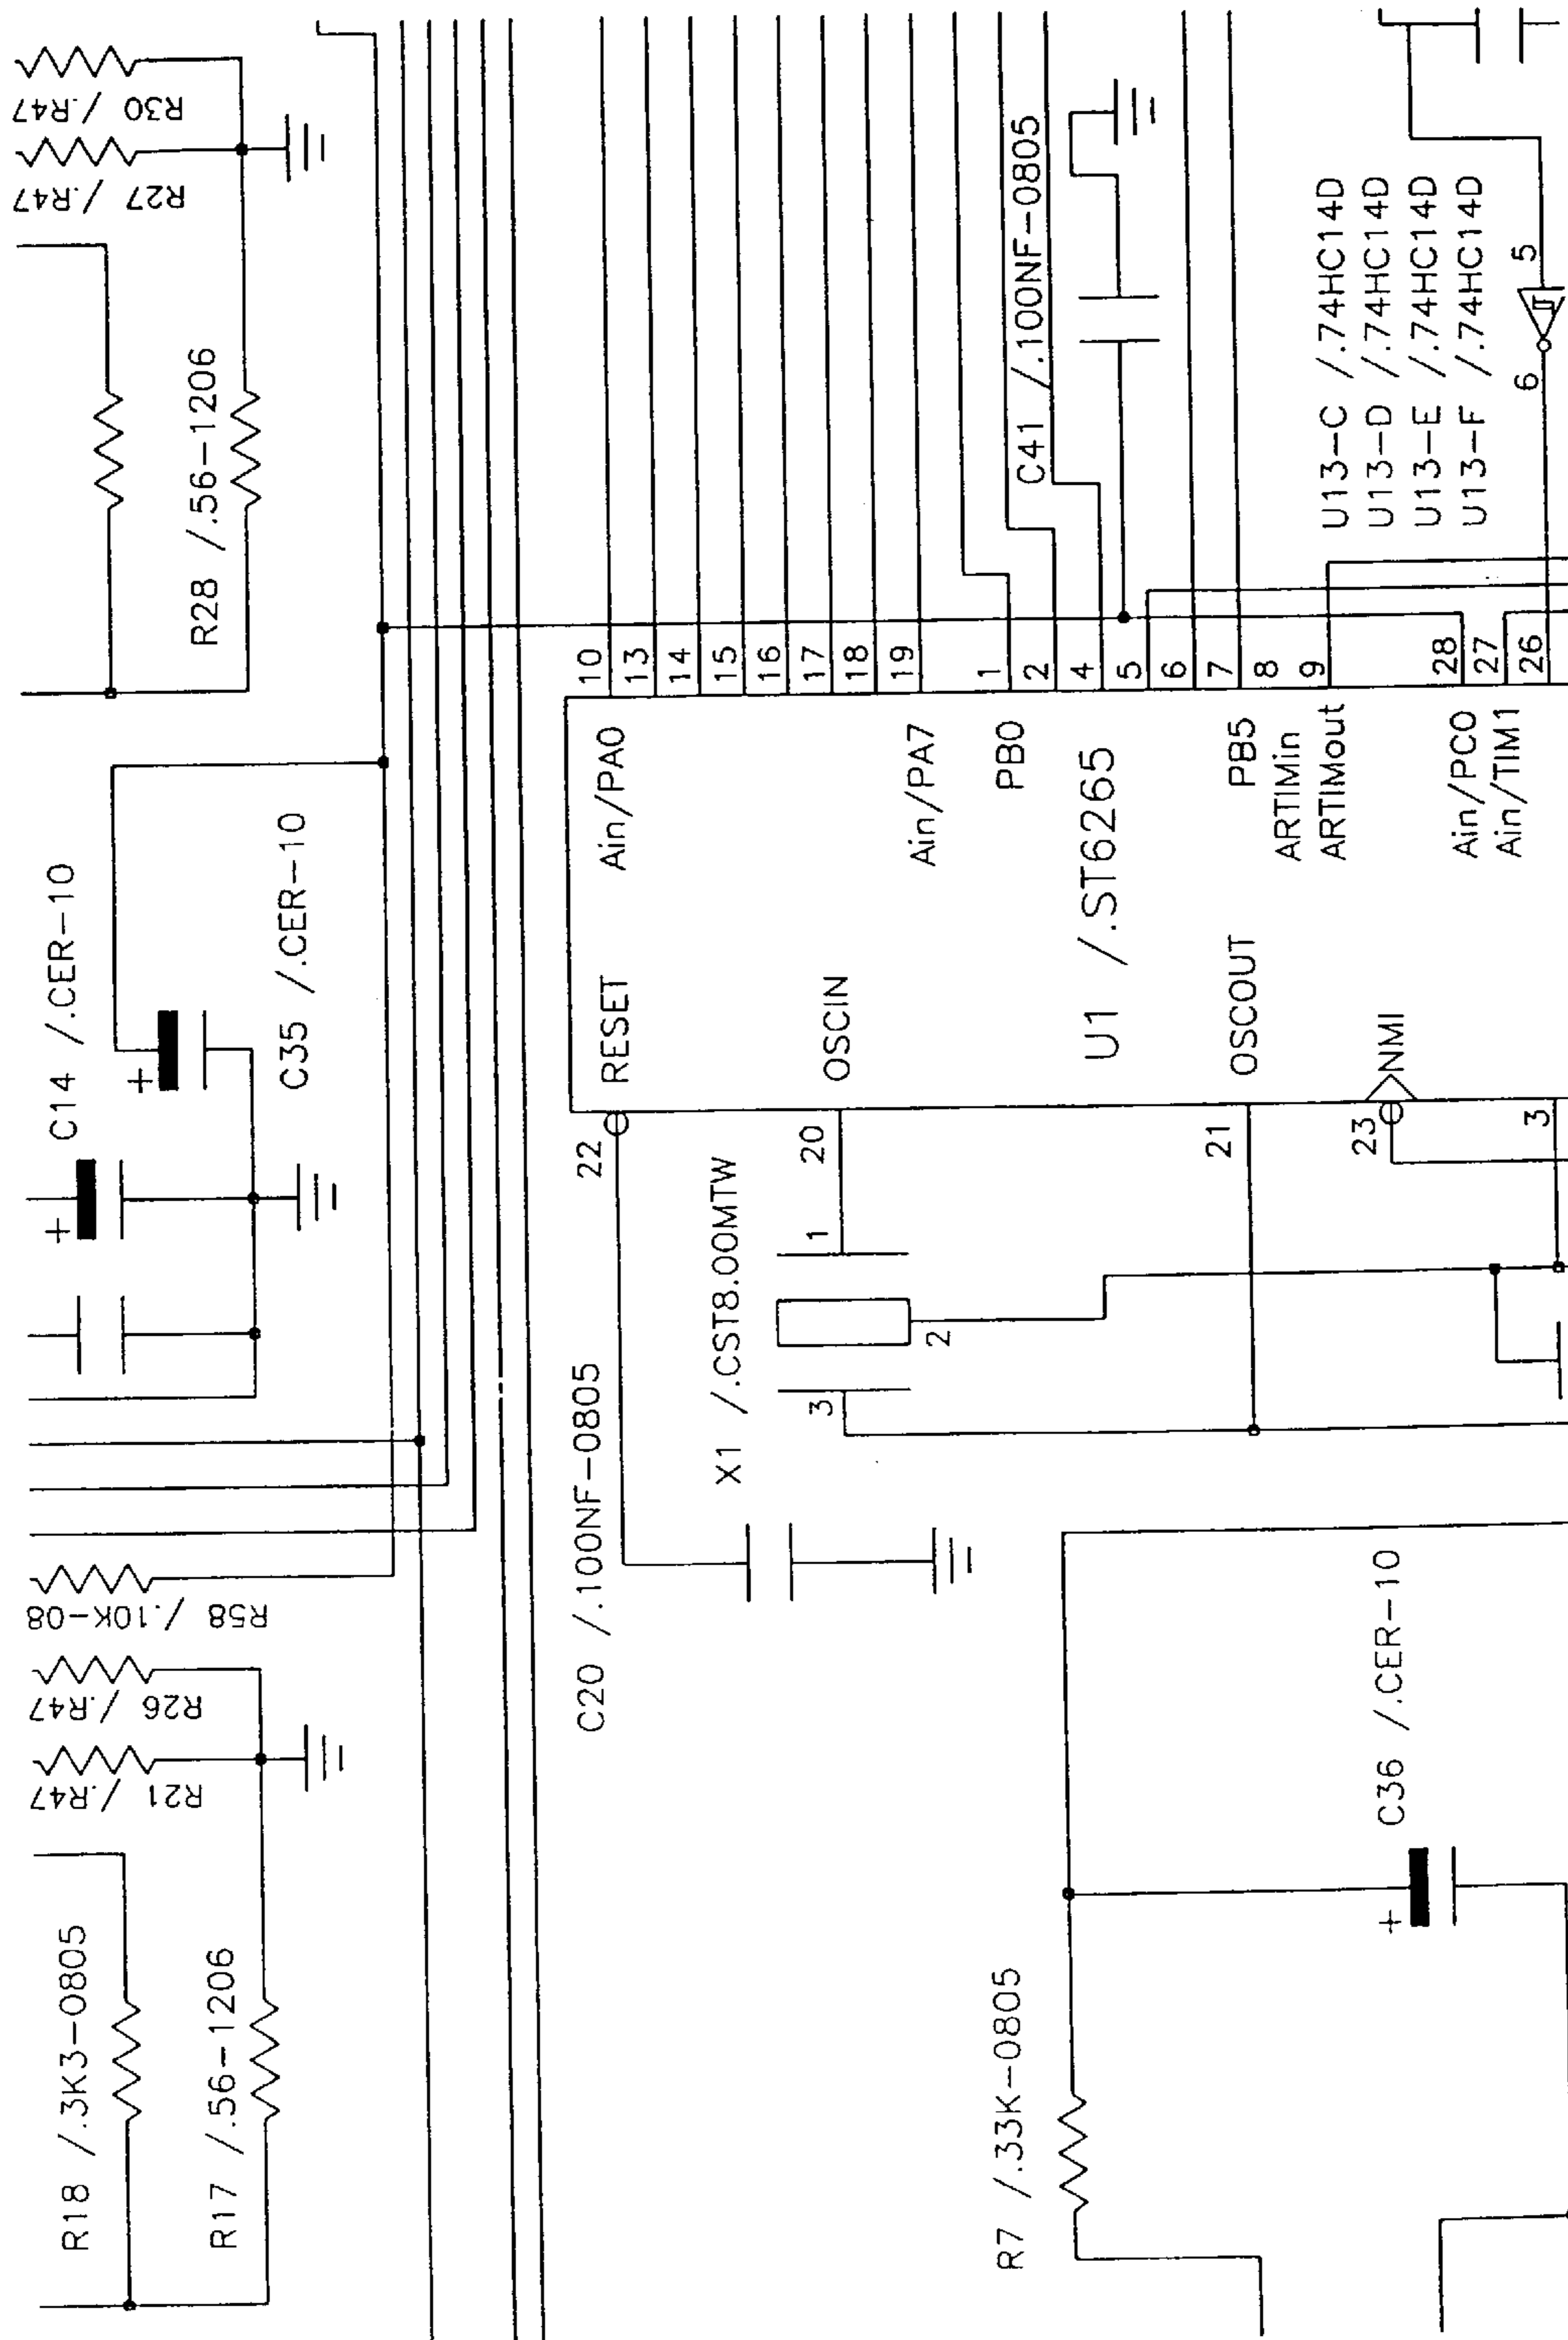 R30 /.R47
R27 /.R47
R28 /.56-1206
C14 /.CER-10
+
+
C35 /.CER-10
R58 /.10K-08
R26 /.R47
R21 /.R47
R18 /.3K3-0805
R17 /.56-1206
10
13
14
15
16
17
18
19
1
2
4
5
6
7
8
9
28
27
26
Ain/PA0
Ain/PA7
PB0
PB5
ARTIMin
ARTIMout
Ain/PC0
Ain/TIM1
U1 /.ST6265
RESET
OSCIN
OSCOUT
NMI
22
20
21
23
3
C41 /.100NF-0805
U13-C /.74HC14D
U13-D /.74HC14D
U13-E /.74HC14D
U13-F /.74HC14D
5
6
C20 /.100NF-0805
X1 /.CST8.00MTW
1
2
3
C36 /.CER-10
+
R7 /.33K-0805